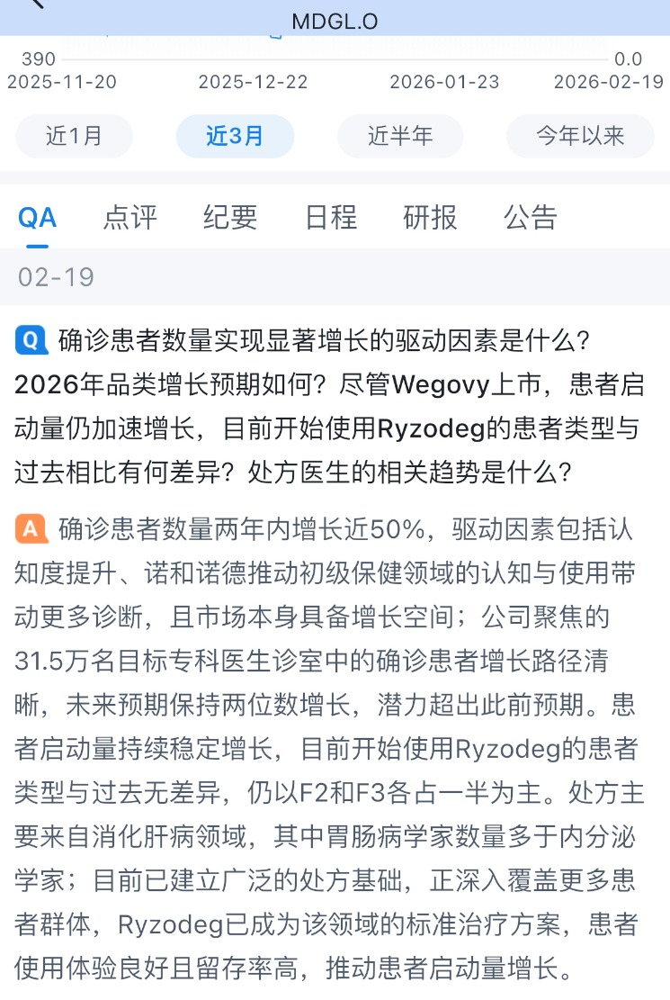 MDGL.O
390 0.0
2025-11-20 2025-12-22 2026-01-23 2026-02-19
近1月 近3月 近半年 今年以来
QA 点评 纪要 日程 研报 公告
02-19
Q 确诊患者数量实现显著增长的驱动因素是什么?
2026年品类增长预期如何?尽管Wegovy上市,患者启
动量仍加速增长,目前开始使用Ryzodeg的患者类型与
过去相比有何差异?处方医生的相关趋势是什么?
A 确诊患者数量两年内增长近50%,驱动因素包括认
知度提升、诺和诺德推动初级保健领域的认知与使用带
动更多诊断,且市场本身具备增长空间;公司聚焦的
31.5万名目标专科医生诊室中的确诊患者增长路径清
晰,未来预期保持两位数增长,潜力超出此前预期。患
者启动量持续稳定增长,目前开始使用Ryzodeg的患者
类型与过去无差异,仍以F2和F3各占一半为主。处方主
要来自消化肝病领域,其中胃肠病学家数量多于内分泌
学家;目前已建立广泛的处方基础,正深入覆盖更多患
者群体,Ryzodeg已成为该领域的标准治疗方案,患者
使用体验良好且留存率高,推动患者启动量增长。